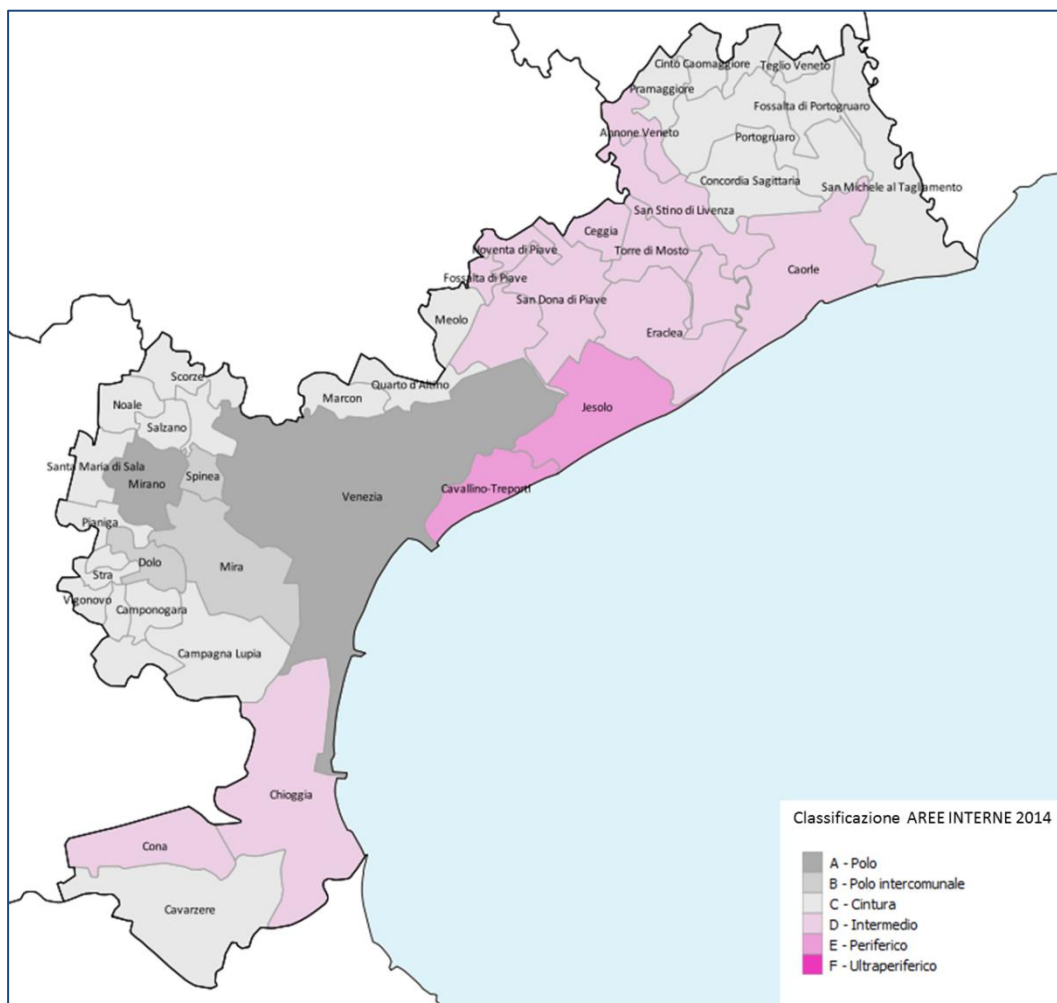 Cinto Caomaggiore
Teglio Veneto
Pramaggiore
Fossalta di Portogruaro
Annone Veneto
Portogruaro
Concordia Sagittaria
San Michele al Tagliamento
San Stino di Livenza
Ceggia
Noventa di Piave
Torre di Mosto
Caorle
Fossalta di Piave
San Dona di Piave
Meolo
Eraclea
Scorze
Quarto d'Altino
Marcon
Noale
Jesolo
Salzano
Santa Maria di Sala
Spinea
Mirano
Cavallino-Treporti
Venezia
Pianiga
Dolo
Mira
Stra
Vigonovo
Camponogara
Campagna Lupia
Chioggia
Cona
Cavarzere
Classificazione AREE INTERNE 2014
A - Polo
B - Polo intercomunale
C - Cintura
D - Intermedio
E - Periferico
F - Ultraperiferico